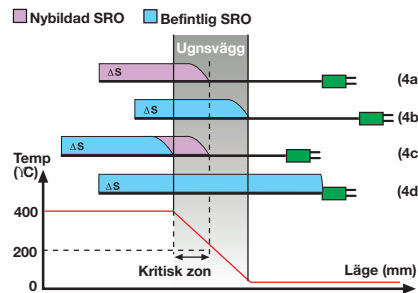 Nybildad SRO Befintlig SRO
Ugnsvägg
ΔS (4a
ΔS (4b
ΔS (4c
ΔS (4d
Temp
(°C)
400
200
0
Kritisk zon
Läge (mm)